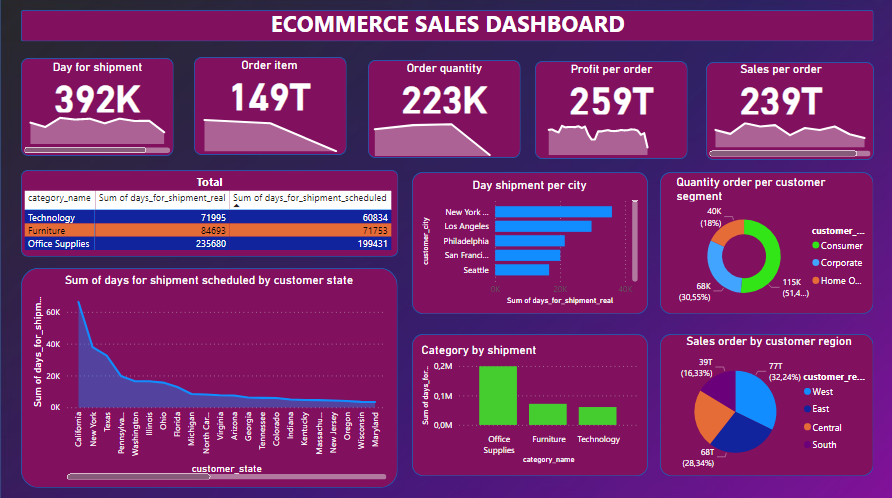 ECOMMERCE SALES DASHBOARD
Day for shipment
392K
Order item
149T
Order quantity
223K
Profit per order
259T
Sales per order
239T
Total
category_name Sum of days_for_shipment_real Sum of days_for_shipment_scheduled
Technology 71995 60834
Furniture 84693 71753
Office Supplies 235680 199431
Day shipment per city
customer_city
New York ...
Los Angeles
Philadelphia
San Franci...
Seattle
0K 20K 40K
Sum of days_for_shipment_real
Quantity order per customer
segment
40K
(18%)
68K
(30,55%)
115K
(51,4...)
customer_...
Consumer
Corporate
Home O...
Sum of days for shipment scheduled by customer state
Sum of days_for_shipm...
60K
40K
20K
0K
California
New York
Texas
Pennsylva...
Washington
Illinois
Ohio
Florida
Michigan
North Car...
Virginia
Arizona
Georgia
Tennessee
Colorado
Indiana
Kentucky
Massachu...
New Jersey
Oregon
Wisconsin
Maryland
customer_state
Category by shipment
Sum of days_for_...
0,2M
0,0M
Office
Supplies
Furniture
Technology
category_name
Sales order by customer region
39T
(16,33%)
77T
(32,24%)
68T
(28,34%)
customer_re...
West
East
Central
South